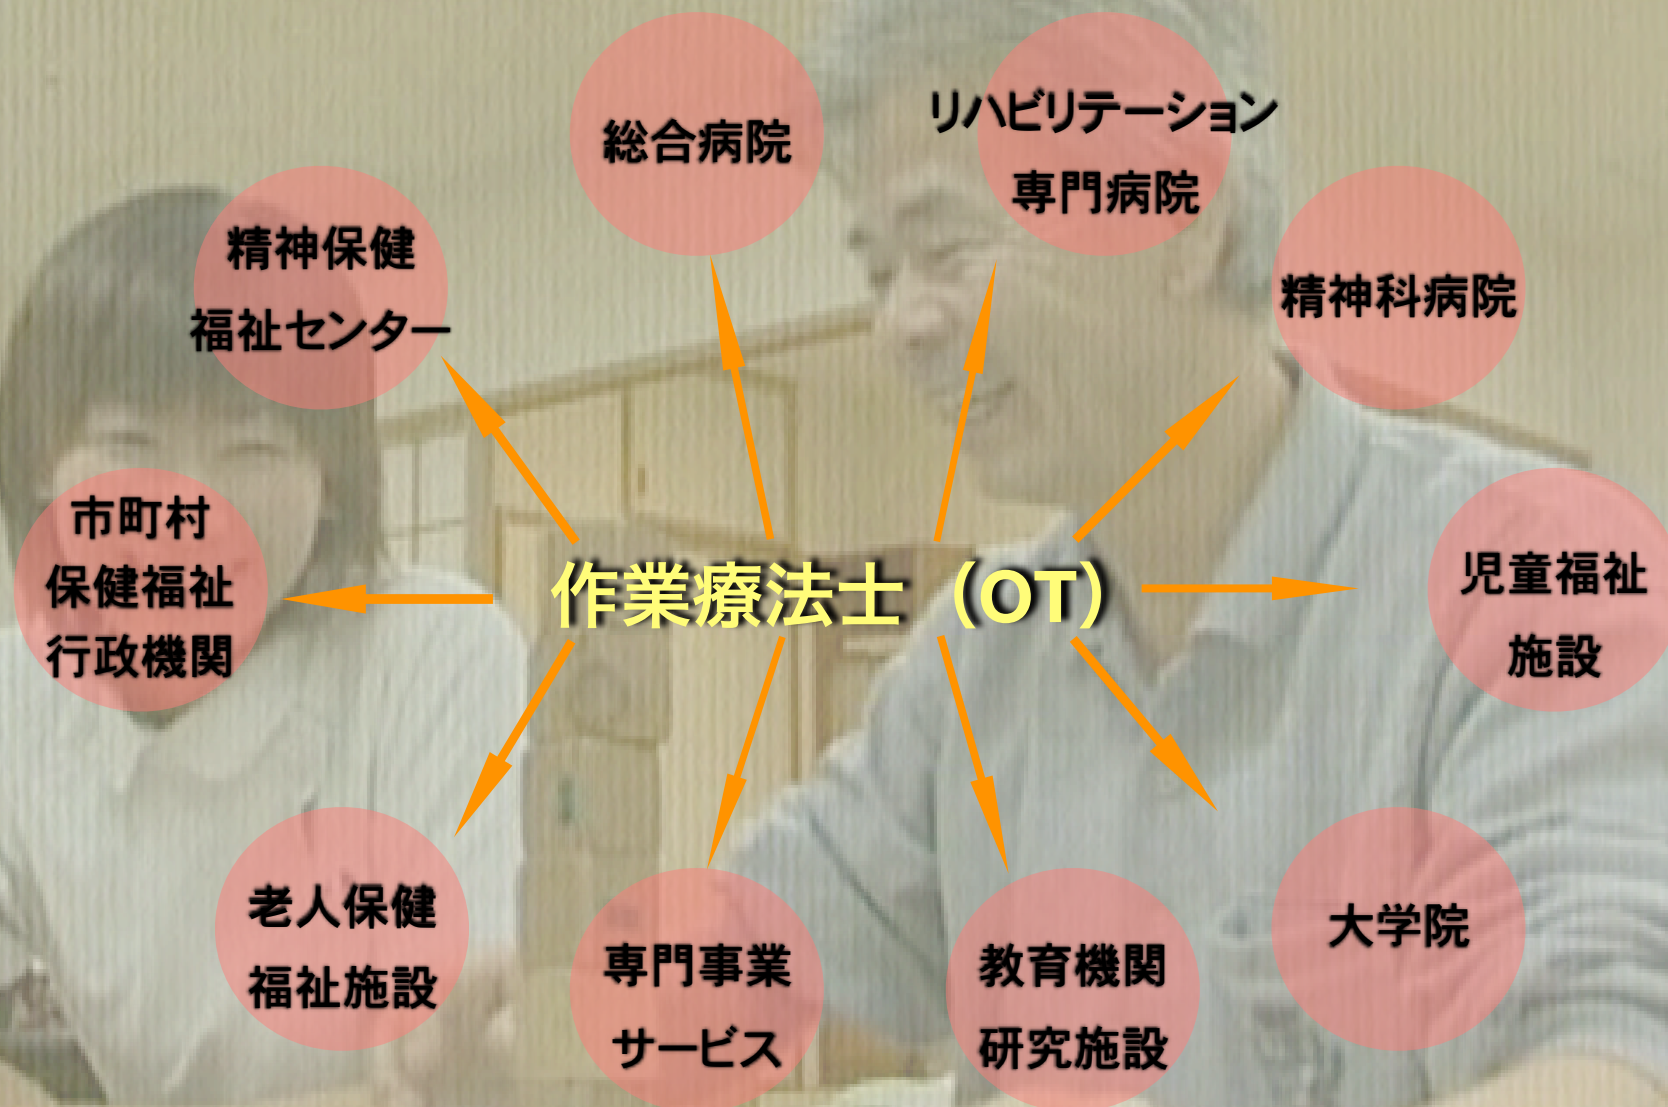 総合病院
リハビリテーション
専門病院
精神保健
福祉センター
精神科病院
市町村
保健福祉
行政機関
作業療法士（OT）
児童福祉
施設
老人保健
福祉施設
専門事業
サービス
教育機関
研究施設
大学院